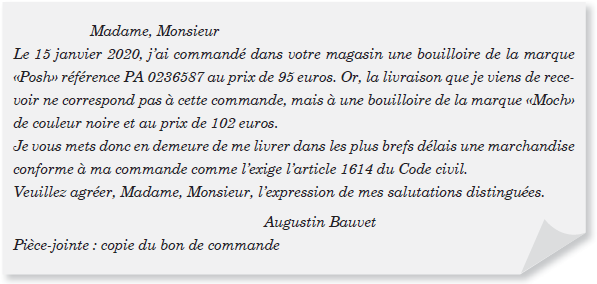 Madame, Monsieur
Le 15 janvier 2020, j'ai commandé dans votre magasin une bouilloire de la marque
«Posh» référence PA 0236587 au prix de 95 euros. Or, la livraison que je viens de rece-
voir ne correspond pas à cette commande, mais à une bouilloire de la marque «Moch»
de couleur noire et au prix de 102 euros.
Je vous mets donc en demeure de me livrer dans les plus brefs délais une marchandise
conforme à ma commande comme l'exige l'article 1614 du Code civil.
Veuillez agréer, Madame, Monsieur, l'expression de mes salutations distinguées.
Augustin Bauvet
Pièce-jointe : copie du bon de commande